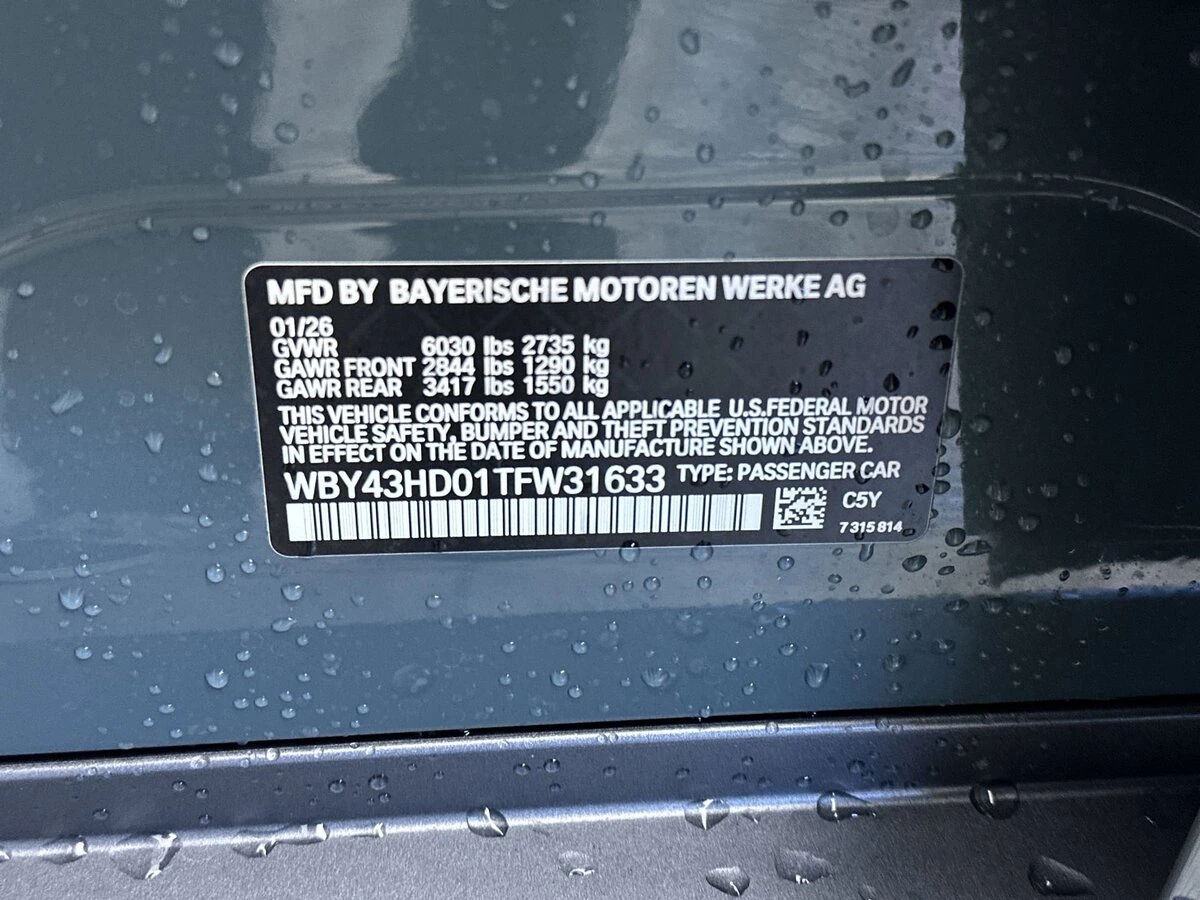 MFD BY BAYERISCHE MOTOREN WERKE AG
01/26
GVWR 6030 lbs 2735 kg
GAWR FRONT 2844 lbs 1290 kg
GAWR REAR 3417 lbs 1550 kg
THIS VEHICLE CONFORMS TO ALL APPLICABLE U.S.FEDERAL MOTOR
VEHICLE SAFETY, BUMPER AND THEFT PREVENTION STANDARDS
IN EFFECT ON THE DATE OF MANUFACTURE SHOWN ABOVE.
WBY43HD01TFW31633 TYPE: PASSENGER CAR
C5Y
7 315 814